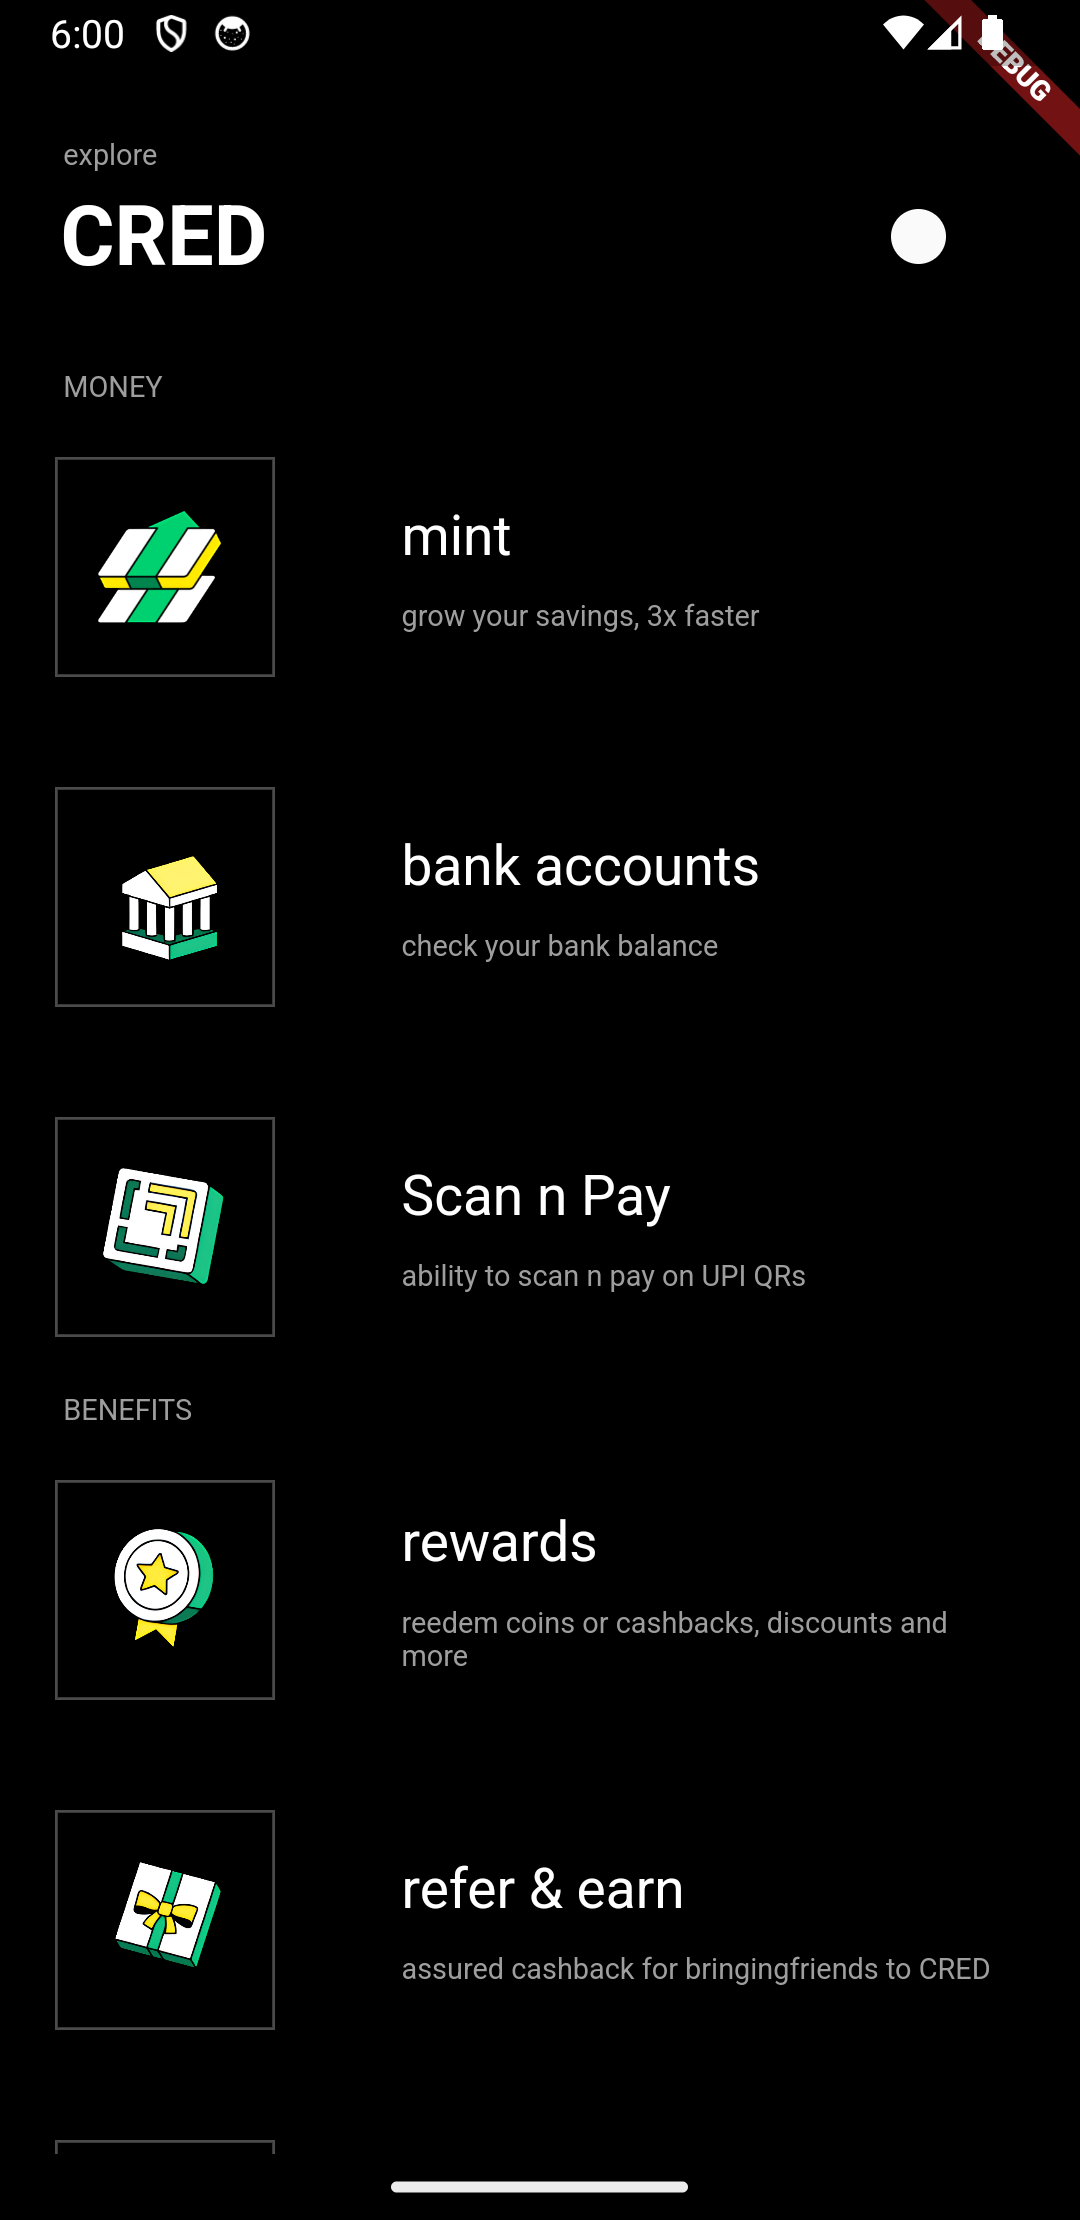 6:00
DEBUG
explore
CRED
MONEY
mint
grow your savings, 3x faster
bank accounts
check your bank balance
Scan n Pay
ability to scan n pay on UPI QRs
BENEFITS
rewards
reedem coins or cashbacks, discounts and
more
refer & earn
assured cashback for bringingfriends to CRED